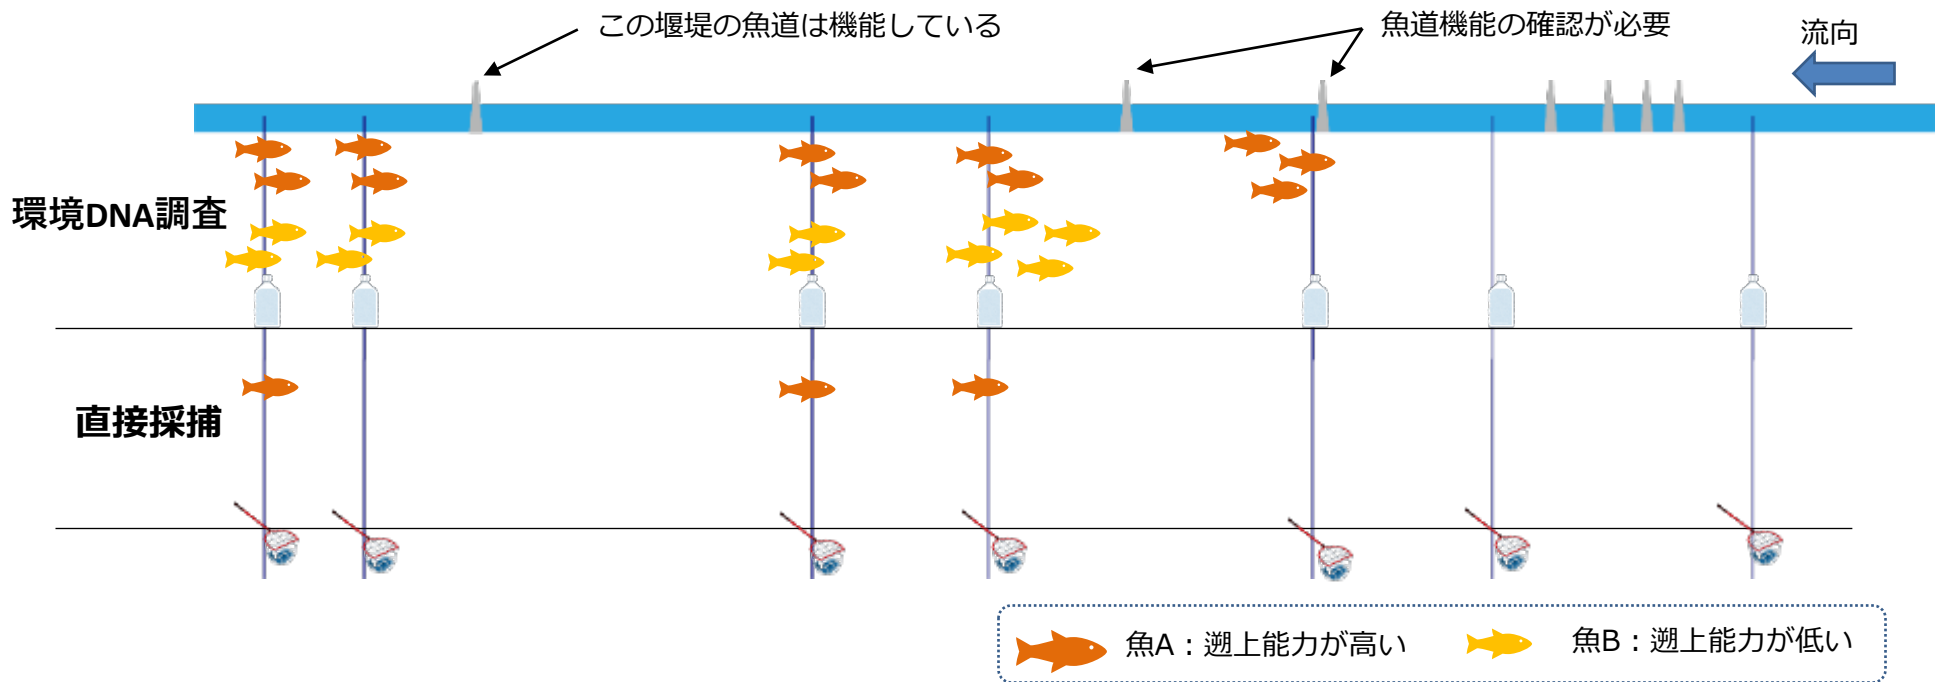 この堰堤の魚道は機能している
魚道機能の確認が必要
流向
環境DNA調査
直接採捕
魚A：遡上能力が高い
魚B：遡上能力が低い